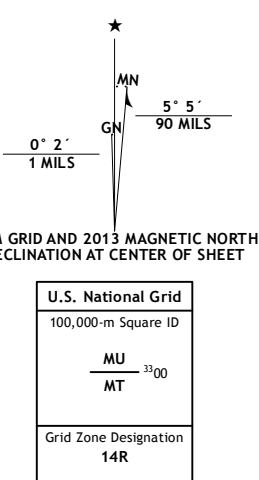 ★
MN
5° 5´
90 MILS
GN
0° 2´
1 MILS
GRID AND 2013 MAGNETIC NORTH
DECLINATION AT CENTER OF SHEET
U.S. National Grid
100,000-m Square ID
MU
3300
MT
Grid Zone Designation
14R